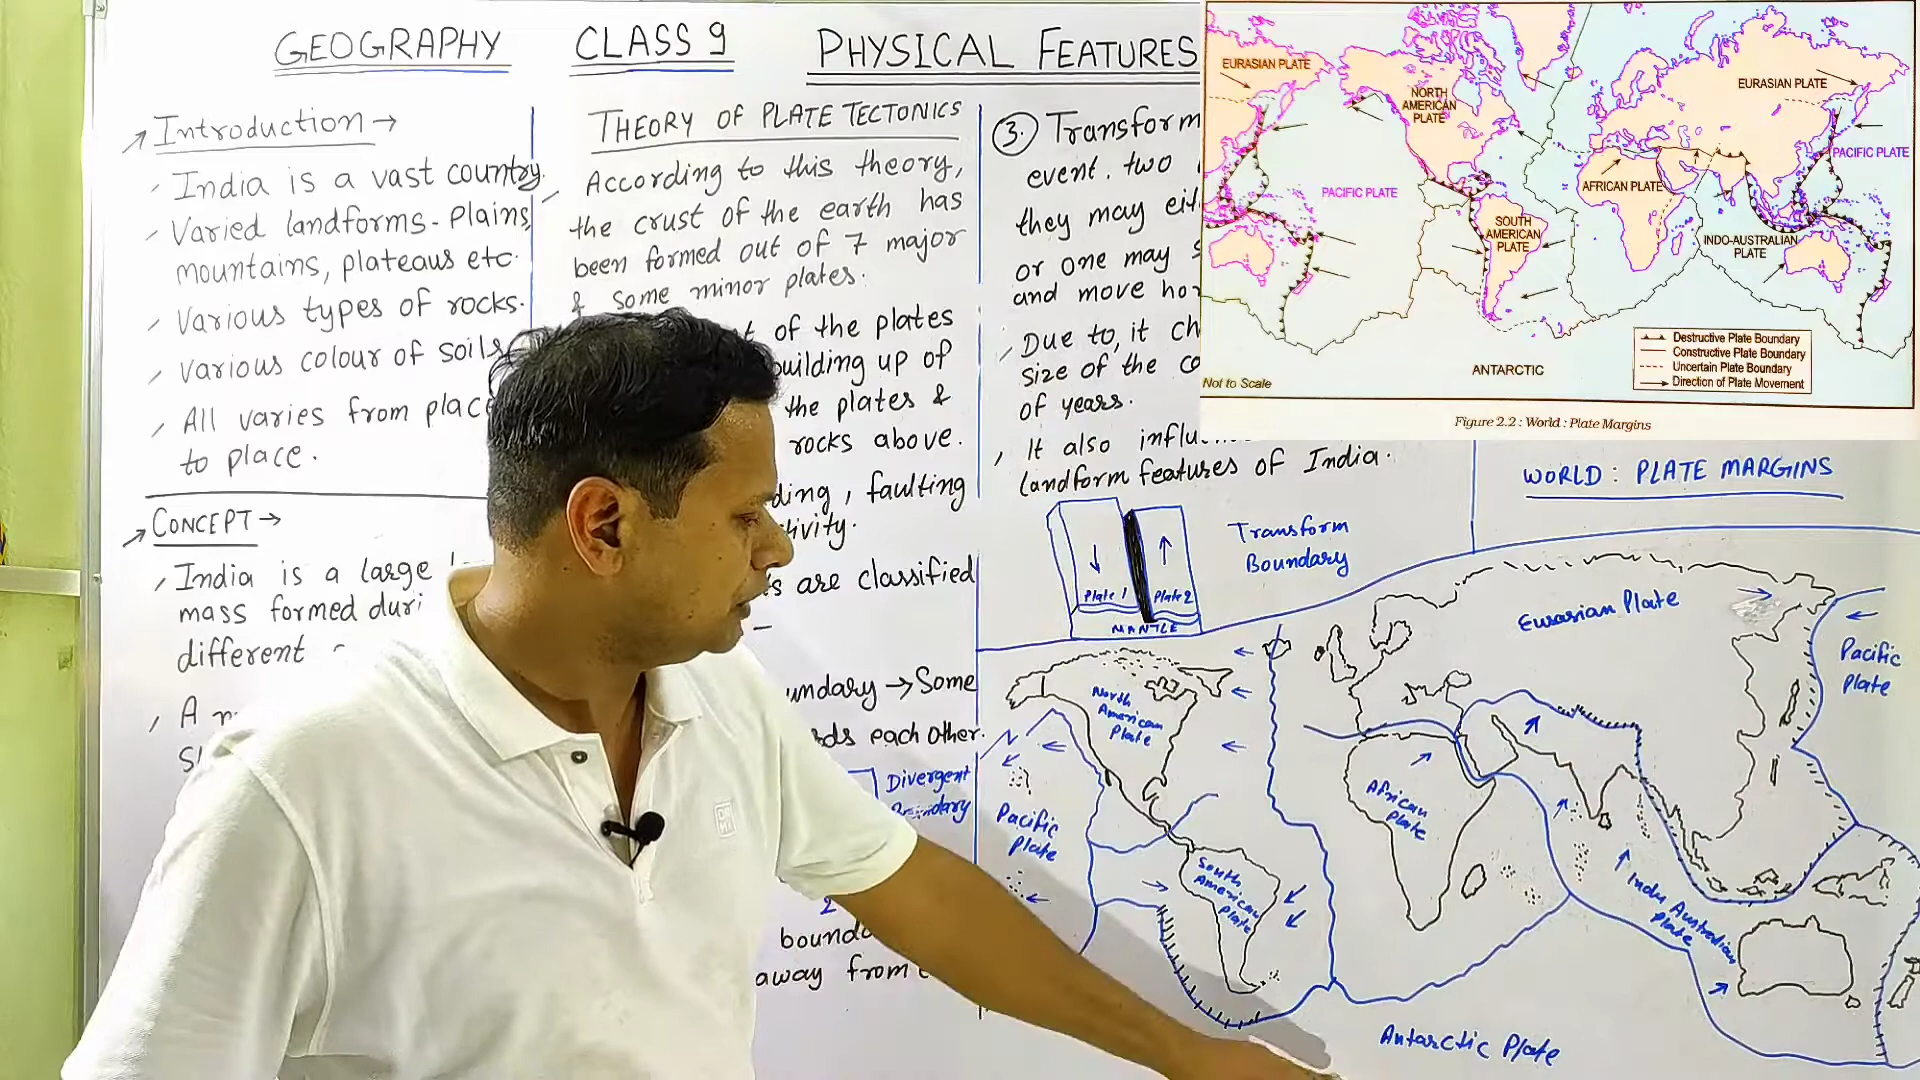 GEOGRAPHY CLASS 9 PHYSICAL FEATURES
Introduction →
India is a vast country.
Varied landforms - Plains,
mountains, plateaus etc.
Various types of rocks.
Various colour of soils
All varies from place
to place.
CONCEPT →
India is a large
mass formed duri
different
A
THEORY OF PLATE TECTONICS
According to this theory,
the crust of the earth has
been formed out of 7 major
& some minor plates.
of the plates
building up of
the plates &
rocks above.
ding, faulting
tivity.
ts are classified
undary → Some
rds each other.
Divergent
Boundary
2
away from
3. Transform
event. two
they may eit
or one may s
and move hor
Due to, it ch
size of the co
of years.
It also influ
landform features of India.
Plate 1
Plate 2
MANTLE
Transform
Boundary
EURASIAN PLATE
NORTH
AMERICAN
PLATE
EURASIAN PLATE
PACIFIC PLATE
PACIFIC PLATE
AFRICAN PLATE
SOUTH
AMERICAN
PLATE
INDO-AUSTRALIAN
PLATE
ANTARCTIC
Not to Scale
Destructive Plate Boundary
Constructive Plate Boundary
Uncertain Plate Boundary
Direction of Plate Movement
Figure 2.2 : World : Plate Margins
WORLD : PLATE MARGINS
Eurasian Plate
Pacific
Plate
North
American
Plate
African
Plate
Pacific
Plate
South
American
Plate
Indo Australian
Plate
Antarctic Plate